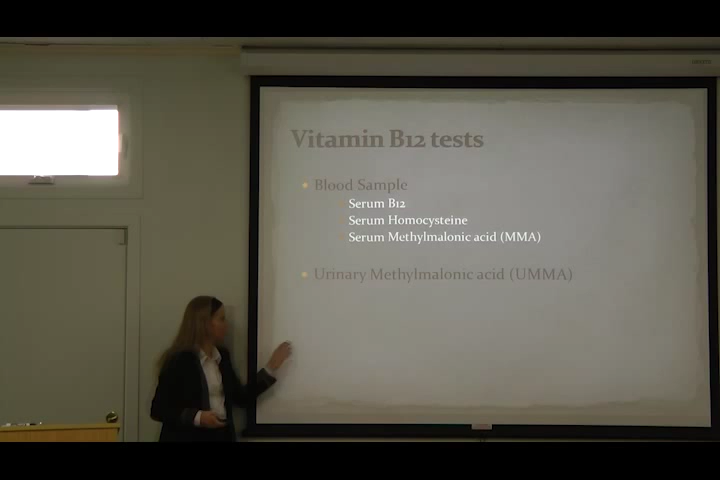 Vitamin B12 tests
Blood Sample
Serum B12
Serum Homocysteine
Serum Methylmalonic acid (MMA)
Urinary Methylmalonic acid (UMMA)